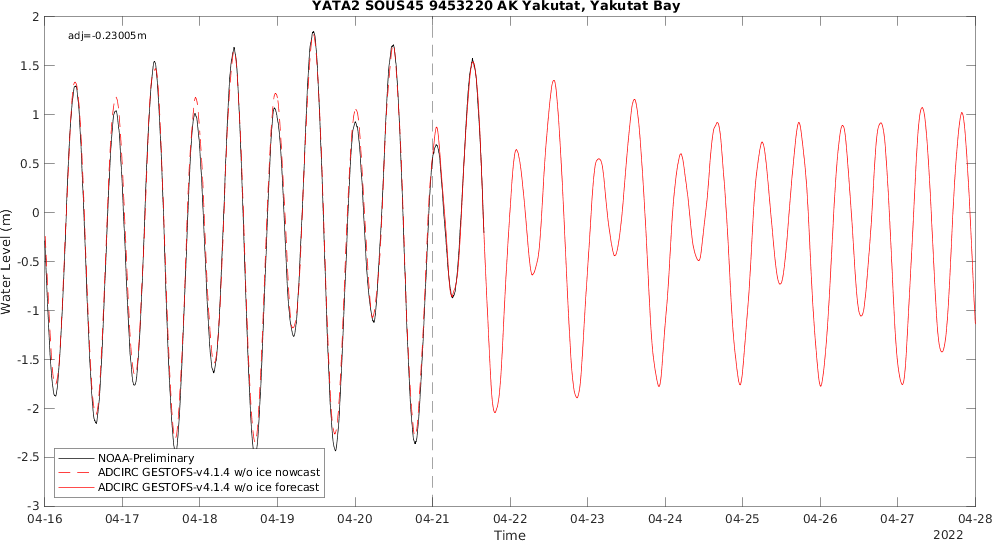 YATA2 SOUS45 9453220 AK Yakutat, Yakutat Bay
adj=-0.23005m
2
1.5
1
0.5
0
-0.5
-1
-1.5
-2
-2.5
-3
Water Level (m)
NOAA-Preliminary
ADCIRC GESTOFS-v4.1.4 w/o ice nowcast
ADCIRC GESTOFS-v4.1.4 w/o ice forecast
04-16 04-17 04-18 04-19 04-20 04-21 04-22 04-23 04-24 04-25 04-26 04-27 04-28
Time
2022